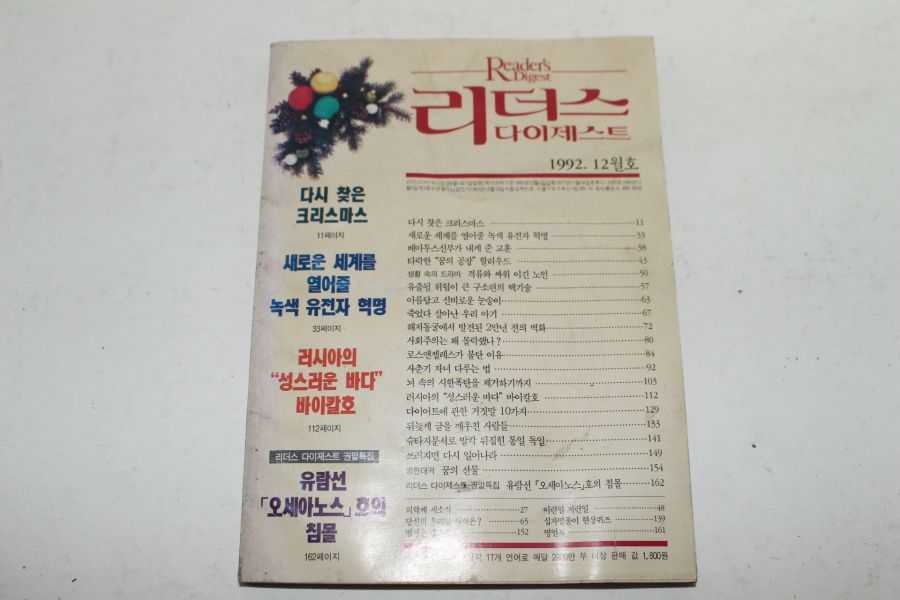 Reader's
Digest
리더스
다이제스트
1992. 12월호
다시 찾은
크리스마스
11페이지
새로운 세계를
열어줄
녹색 유전자 혁명
33페이지
러시아의
“성스러운 바다”
바이칼호
112페이지
리더스 다이제스트 권말특집
유람선
「오세아노스」호의
침몰
162페이지
다시 찾은 크리스마스 11
새로운 세계를 열어줄 녹색 유전자 혁명 33
베아투스신부가 내게 준 교훈 38
타락한 “꿈의 공장” 할리우드 43
생활 속의 드라마 격류와 싸워 이긴 노인 50
유출될 위험이 큰 구소련의 핵기술 57
아름답고 신비로운 눈송이 63
죽었다 살아난 우리 아기 67
해저동굴에서 발견된 2만년 전의 벽화 72
사회주의는 왜 몰락했나? 80
로스앤젤레스가 불탄 이유 84
사춘기 자녀 다루는 법 92
뇌 속의 시한폭탄을 제거하기까지 103
러시아의 “성스러운 바다” 바이칼호 112
다이어트에 관한 거짓말 10가지 129
뒤늦게 글을 깨우친 사람들 133
슈타지문서로 발칵 뒤집힌 통일 독일 141
쓰러지면 다시 일어나라 149
영한대역 꿈의 선물 154
리더스 다이제스트 권말특집 유람선 「오세아노스」호의 침몰 162
의학계 새소식 27
당신의 우리말 실력은? 65
152
이런일 저런일 48
십자말풀이 현상퀴즈 139
명언록 161
17개 언어로 매달 부 이상 판매 값 1,800원